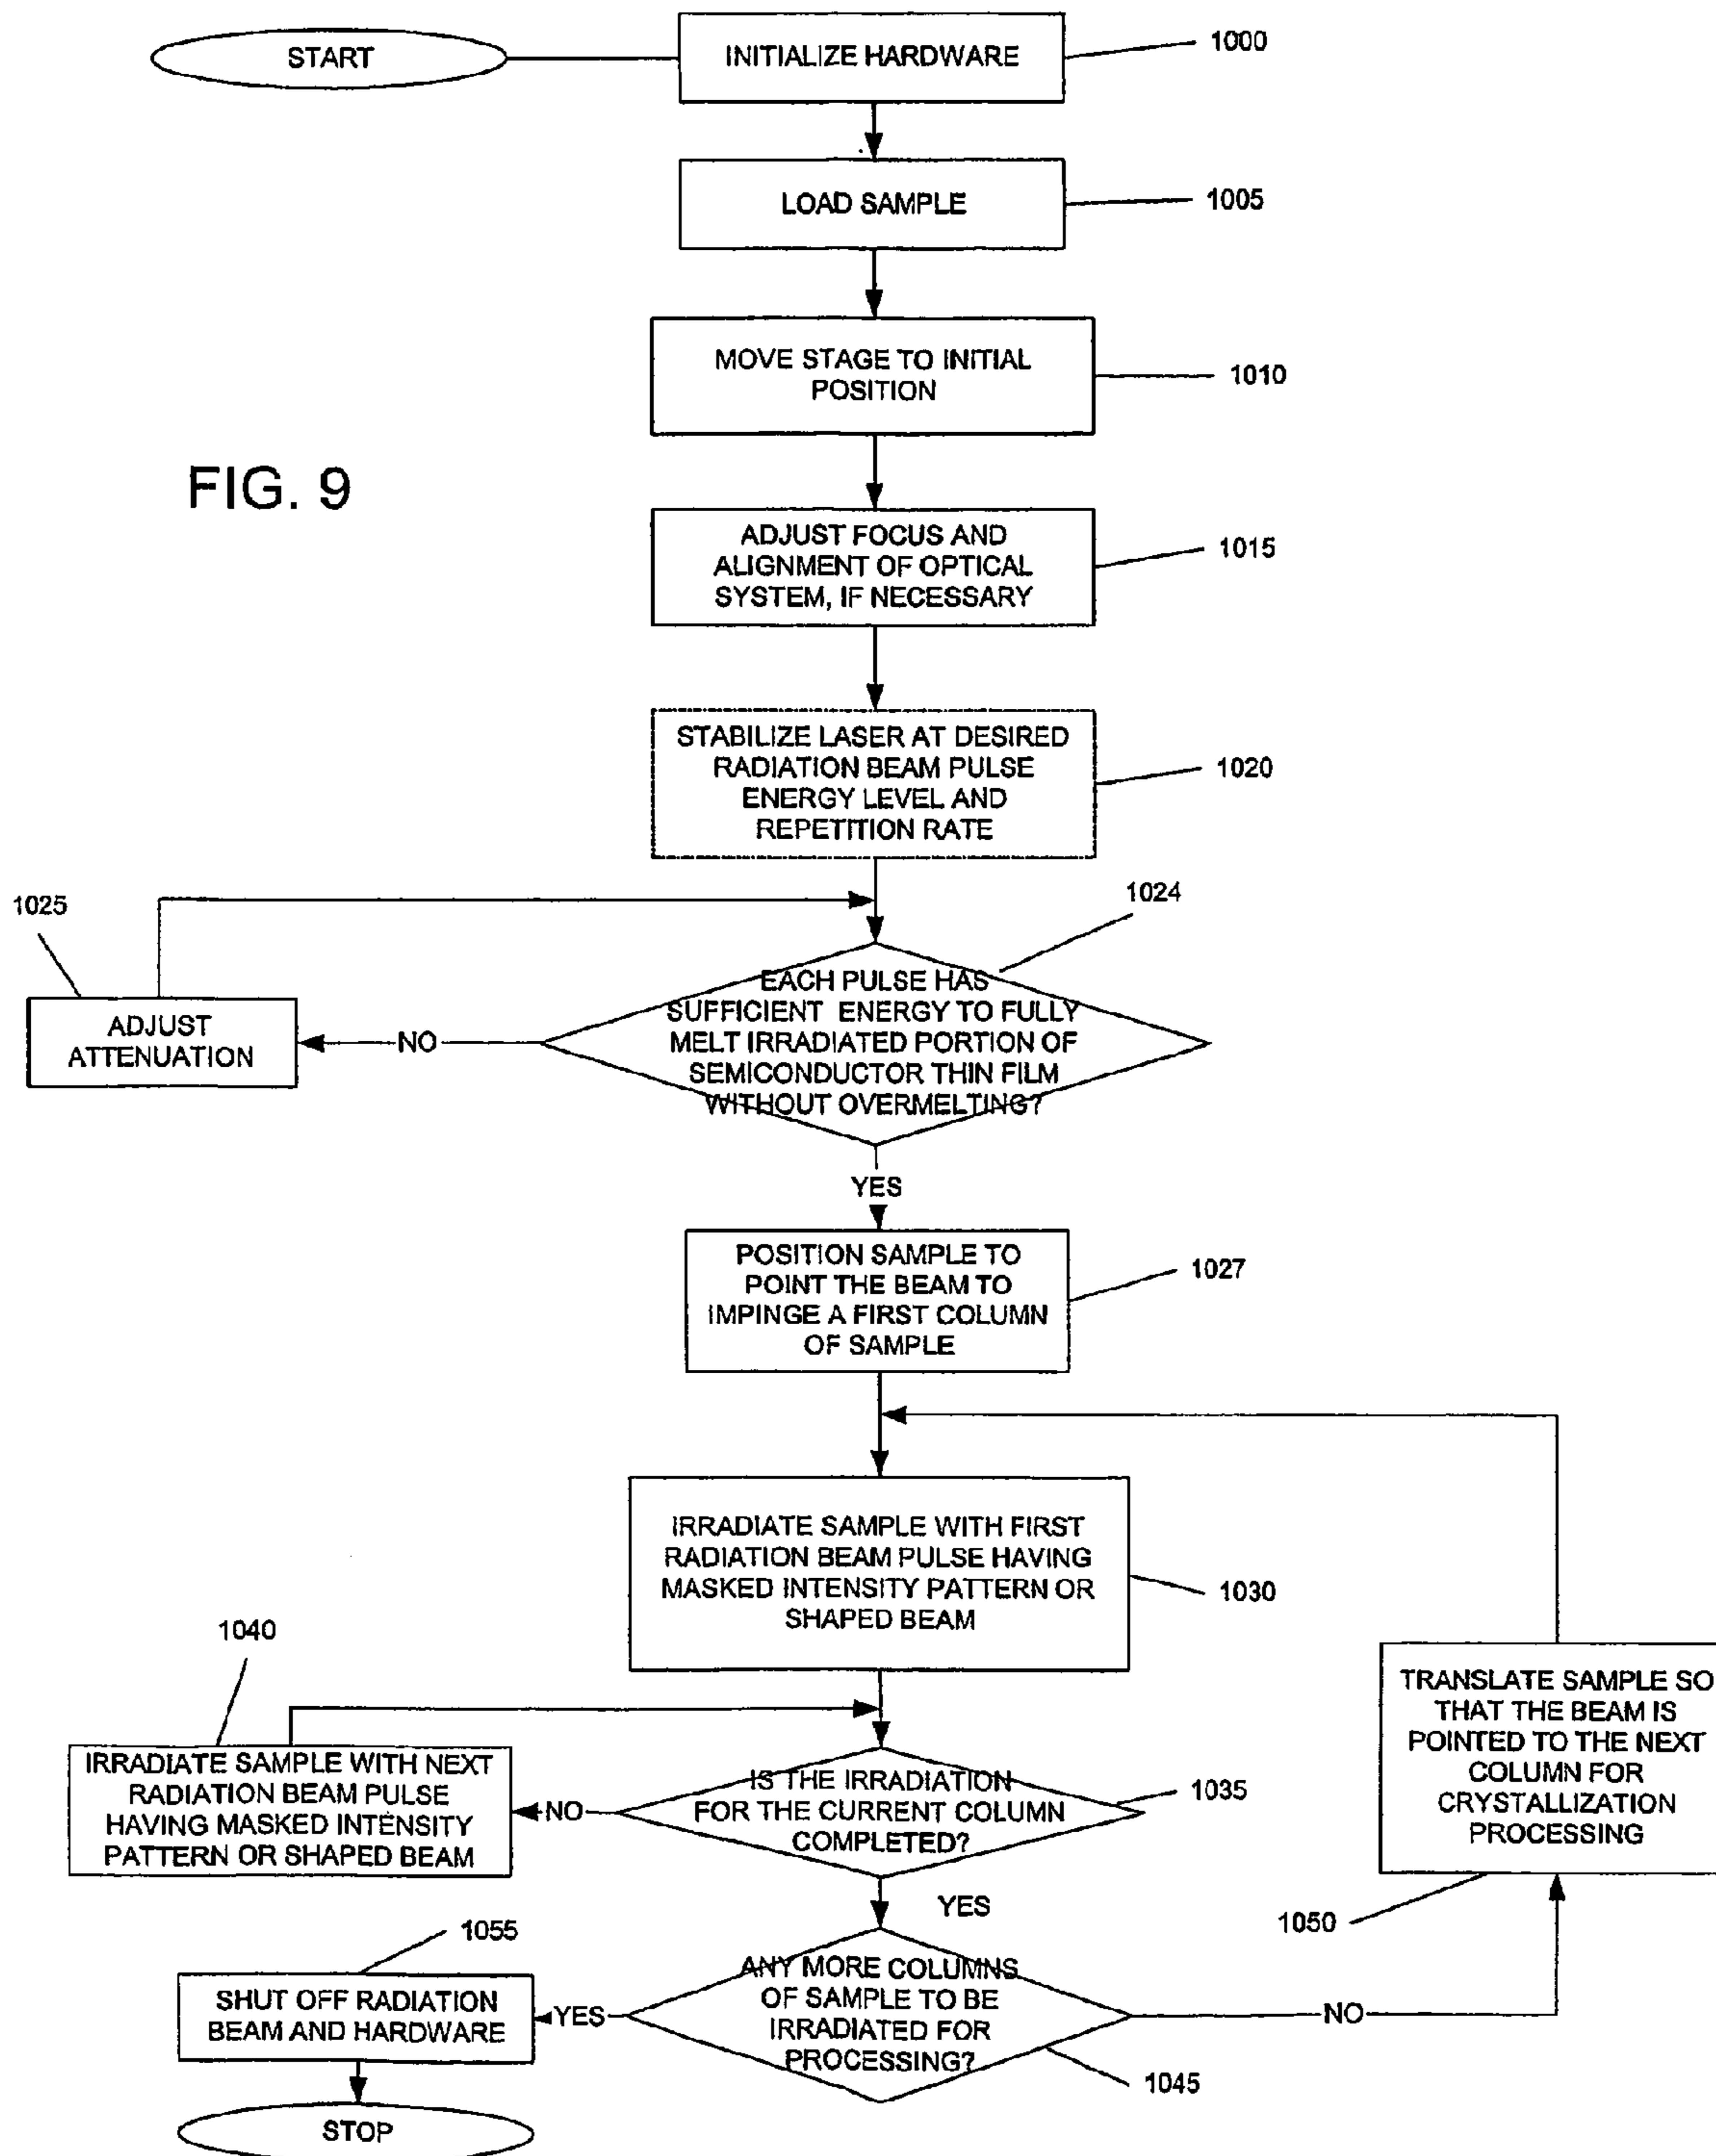 START
INITIALIZE HARDWARE
1000
LOAD SAMPLE
1005
MOVE STAGE TO INITIAL
POSITION
1010
FIG. 9
ADJUST FOCUS AND
ALIGNMENT OF OPTICAL
SYSTEM, IF NECESSARY
1015
STABILIZE LASER AT DESIRED
RADIATION BEAM PULSE
ENERGY LEVEL AND
REPETITION RATE
1020
1025
1024
EACH PULSE HAS
SUFFICIENT ENERGY TO FULLY
MELT IRRADIATED PORTION OF
SEMICONDUCTOR THIN FILM
WITHOUT OVERMELTING?
NO
ADJUST
ATTENUATION
YES
POSITION SAMPLE TO
POINT THE BEAM TO
IMPINGE A FIRST COLUMN
OF SAMPLE
1027
IRRADIATE SAMPLE WITH FIRST
RADIATION BEAM PULSE HAVING
MASKED INTENSITY PATTERN OR
SHAPED BEAM
1030
1040
IRRADIATE SAMPLE WITH NEXT
RADIATION BEAM PULSE
HAVING MASKED INTENSITY
PATTERN OR SHAPED BEAM
NO
IS THE IRRADIATION
FOR THE CURRENT COLUMN
COMPLETED?
1035
TRANSLATE SAMPLE SO
THAT THE BEAM IS
POINTED TO THE NEXT
COLUMN FOR
CRYSTALLIZATION
PROCESSING
1050
YES
1055
SHUT OFF RADIATION
BEAM AND HARDWARE
YES
ANY MORE COLUMNS
OF SAMPLE TO BE
IRRADIATED FOR
PROCESSING?
NO
1045
STOP